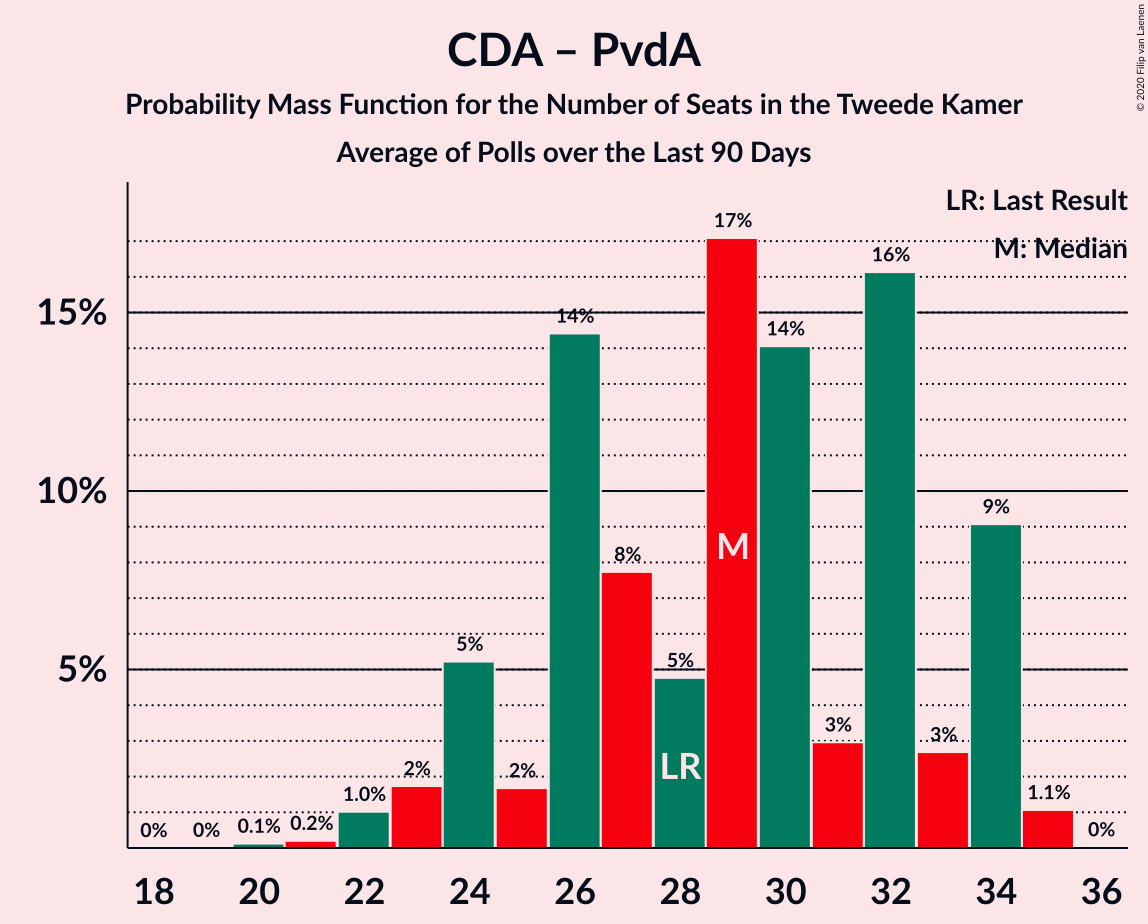 CDA – PvdA
Probability Mass Function for the Number of Seats in the Tweede Kamer
Average of Polls over the Last 90 Days
© 2020 Filip van Laenen
LR: Last Result
M: Median
17%
16%
15%
14%
14%
10%
9%
8%
M
5%
5%
5%
3%
3%
LR
2%
2%
1.0%
1.1%
0%
0%
0.1%
0.2%
0%
18 20 22 24 26 28 30 32 34 36